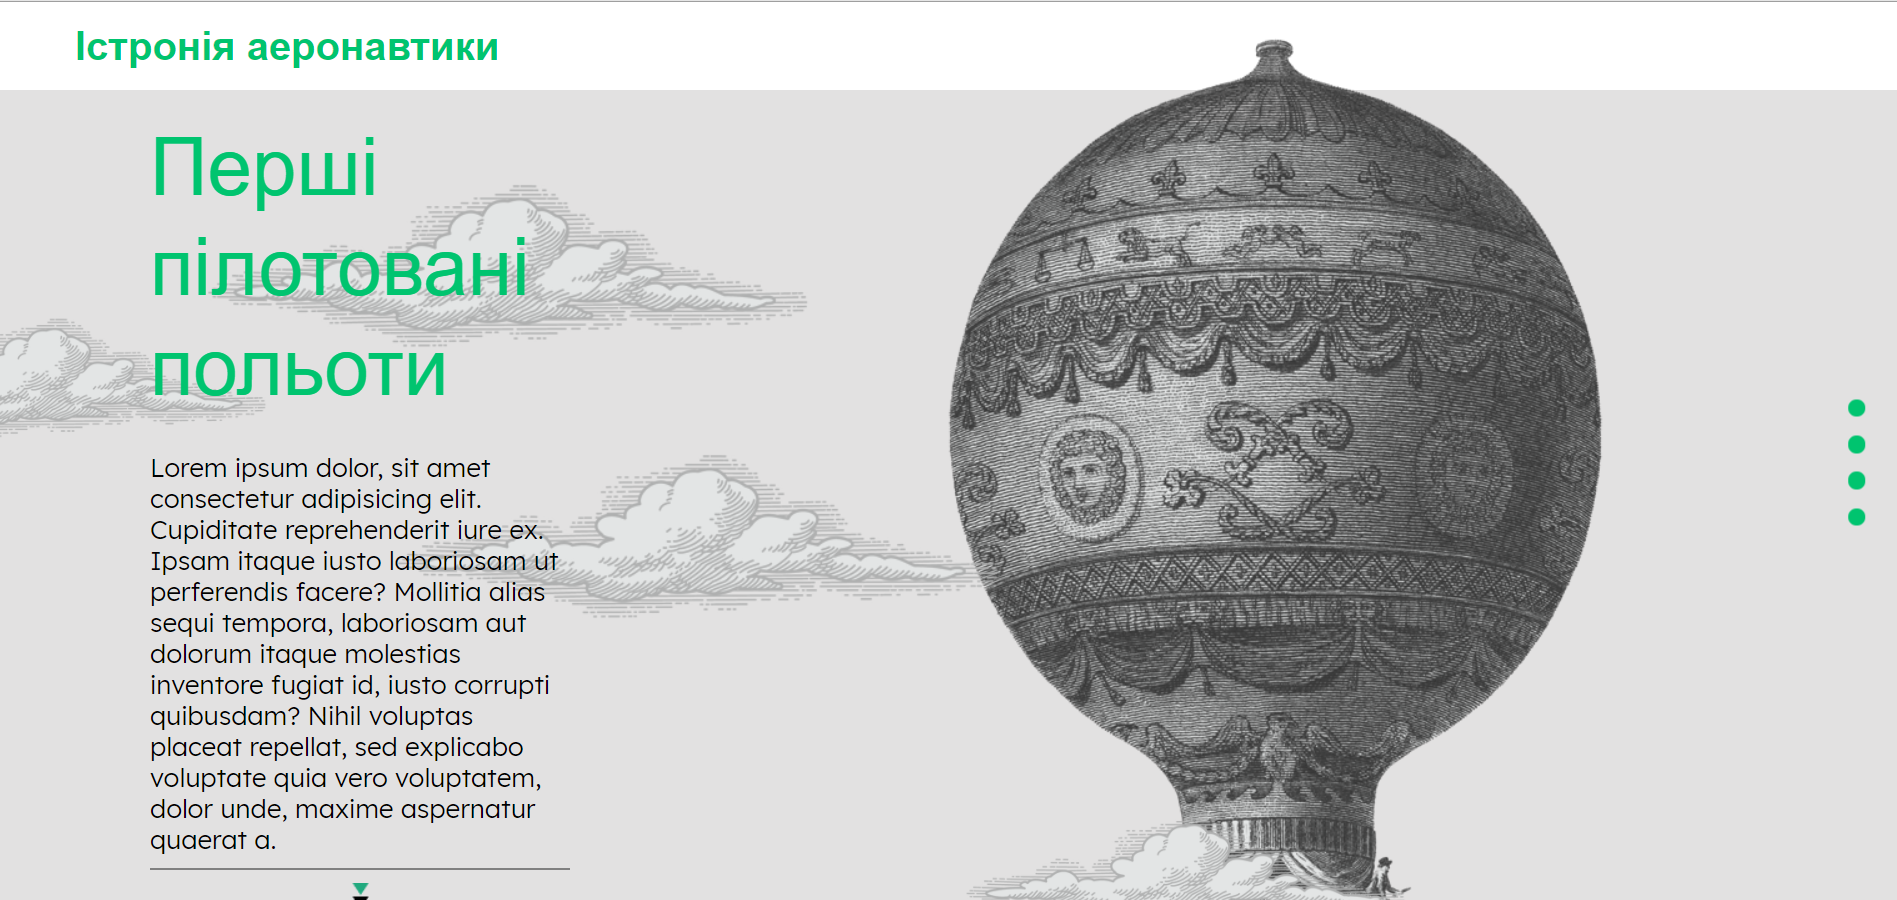 Істронія аеронавтики
Перші
пілотовані
польоти
Lorem ipsum dolor, sit amet
consectetur adipisicing elit.
Cupiditate reprehenderit iure ex.
Ipsam itaque iusto laboriosam ut
perferendis facere? Mollitia alias
sequi tempora, laboriosam aut
dolorum itaque molestias
inventore fugiat id, iusto corrupti
quibusdam? Nihil voluptas
placeat repellat, sed explicabo
voluptate quia vero voluptatem,
dolor unde, maxime aspernatur
quaerat a.